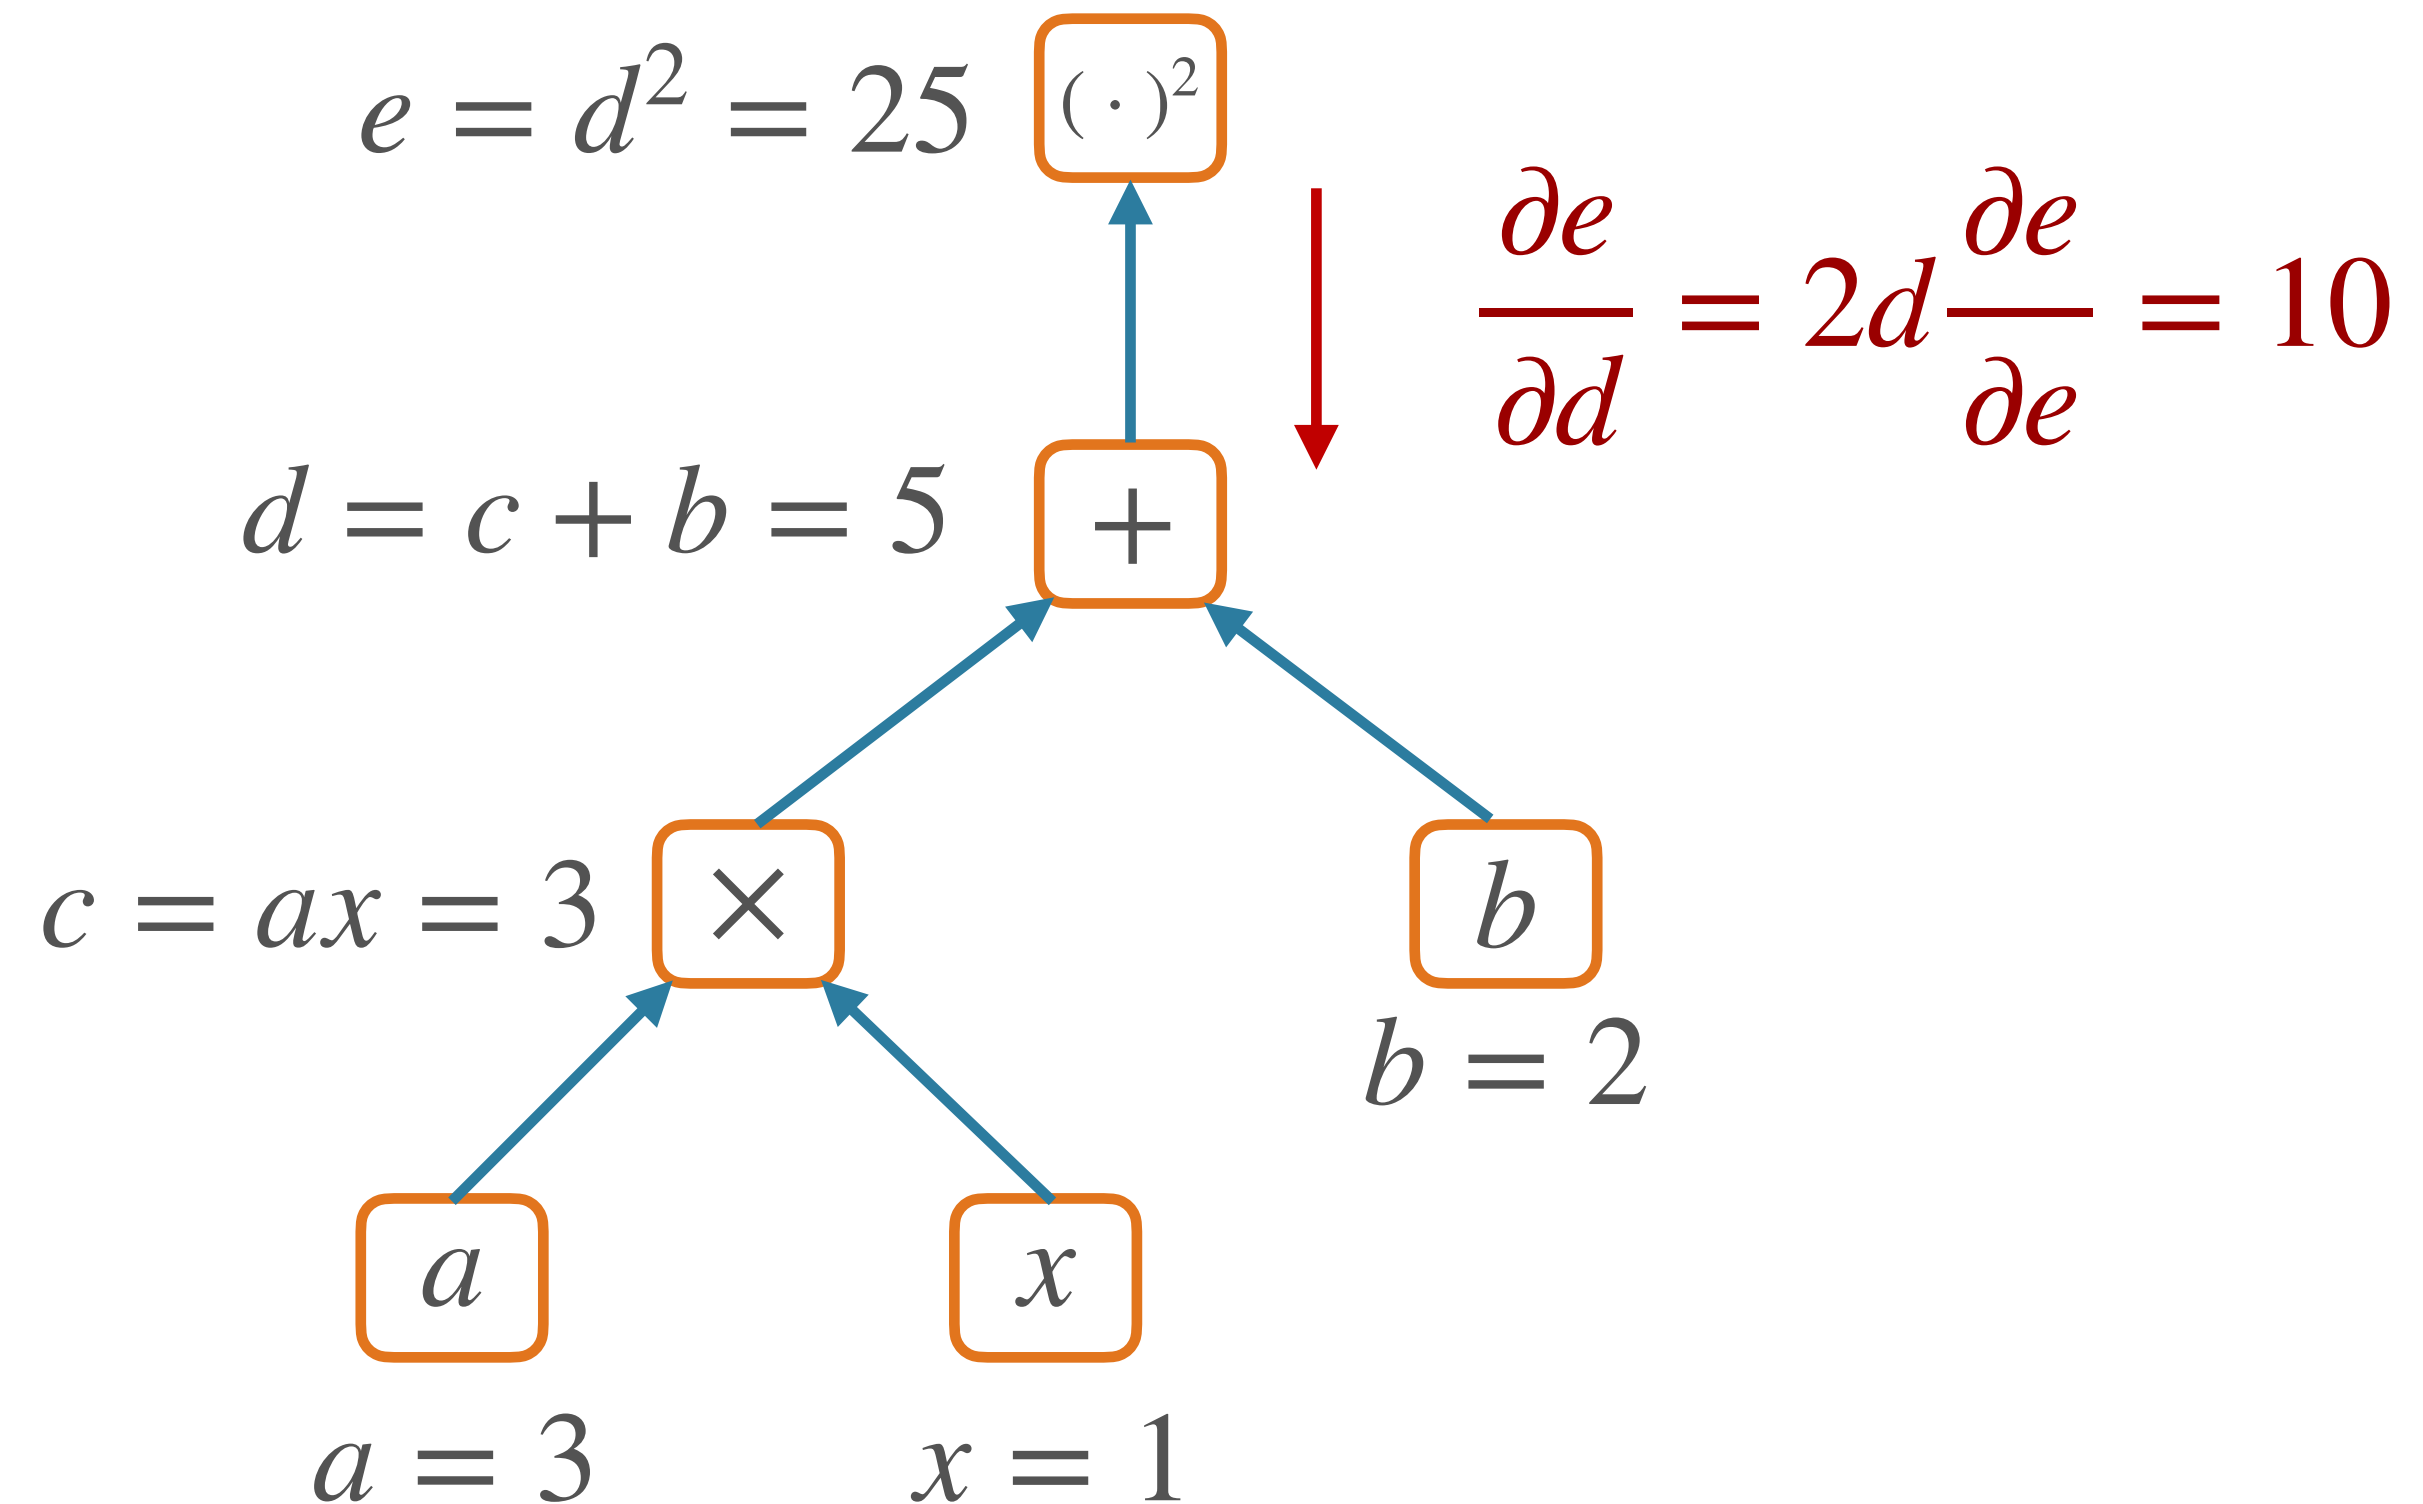 e = d² = 25
( · )²
∂e/∂d = 2d ∂e/∂e = 10
d = c + b = 5
+
c = ax = 3
×
b
b = 2
a
x
a = 3
x = 1